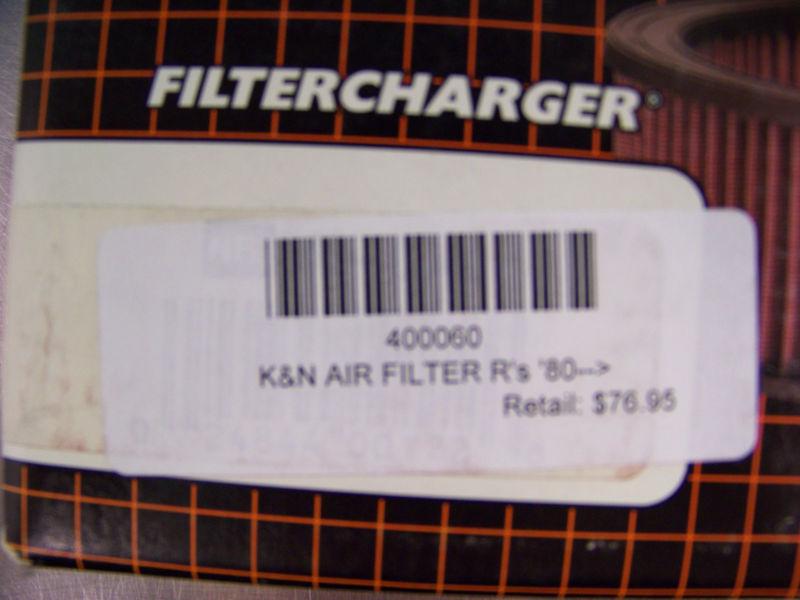 FILTERCHARGER®
400060
K&N AIR FILTER R's '80-->
Retail: $76.95